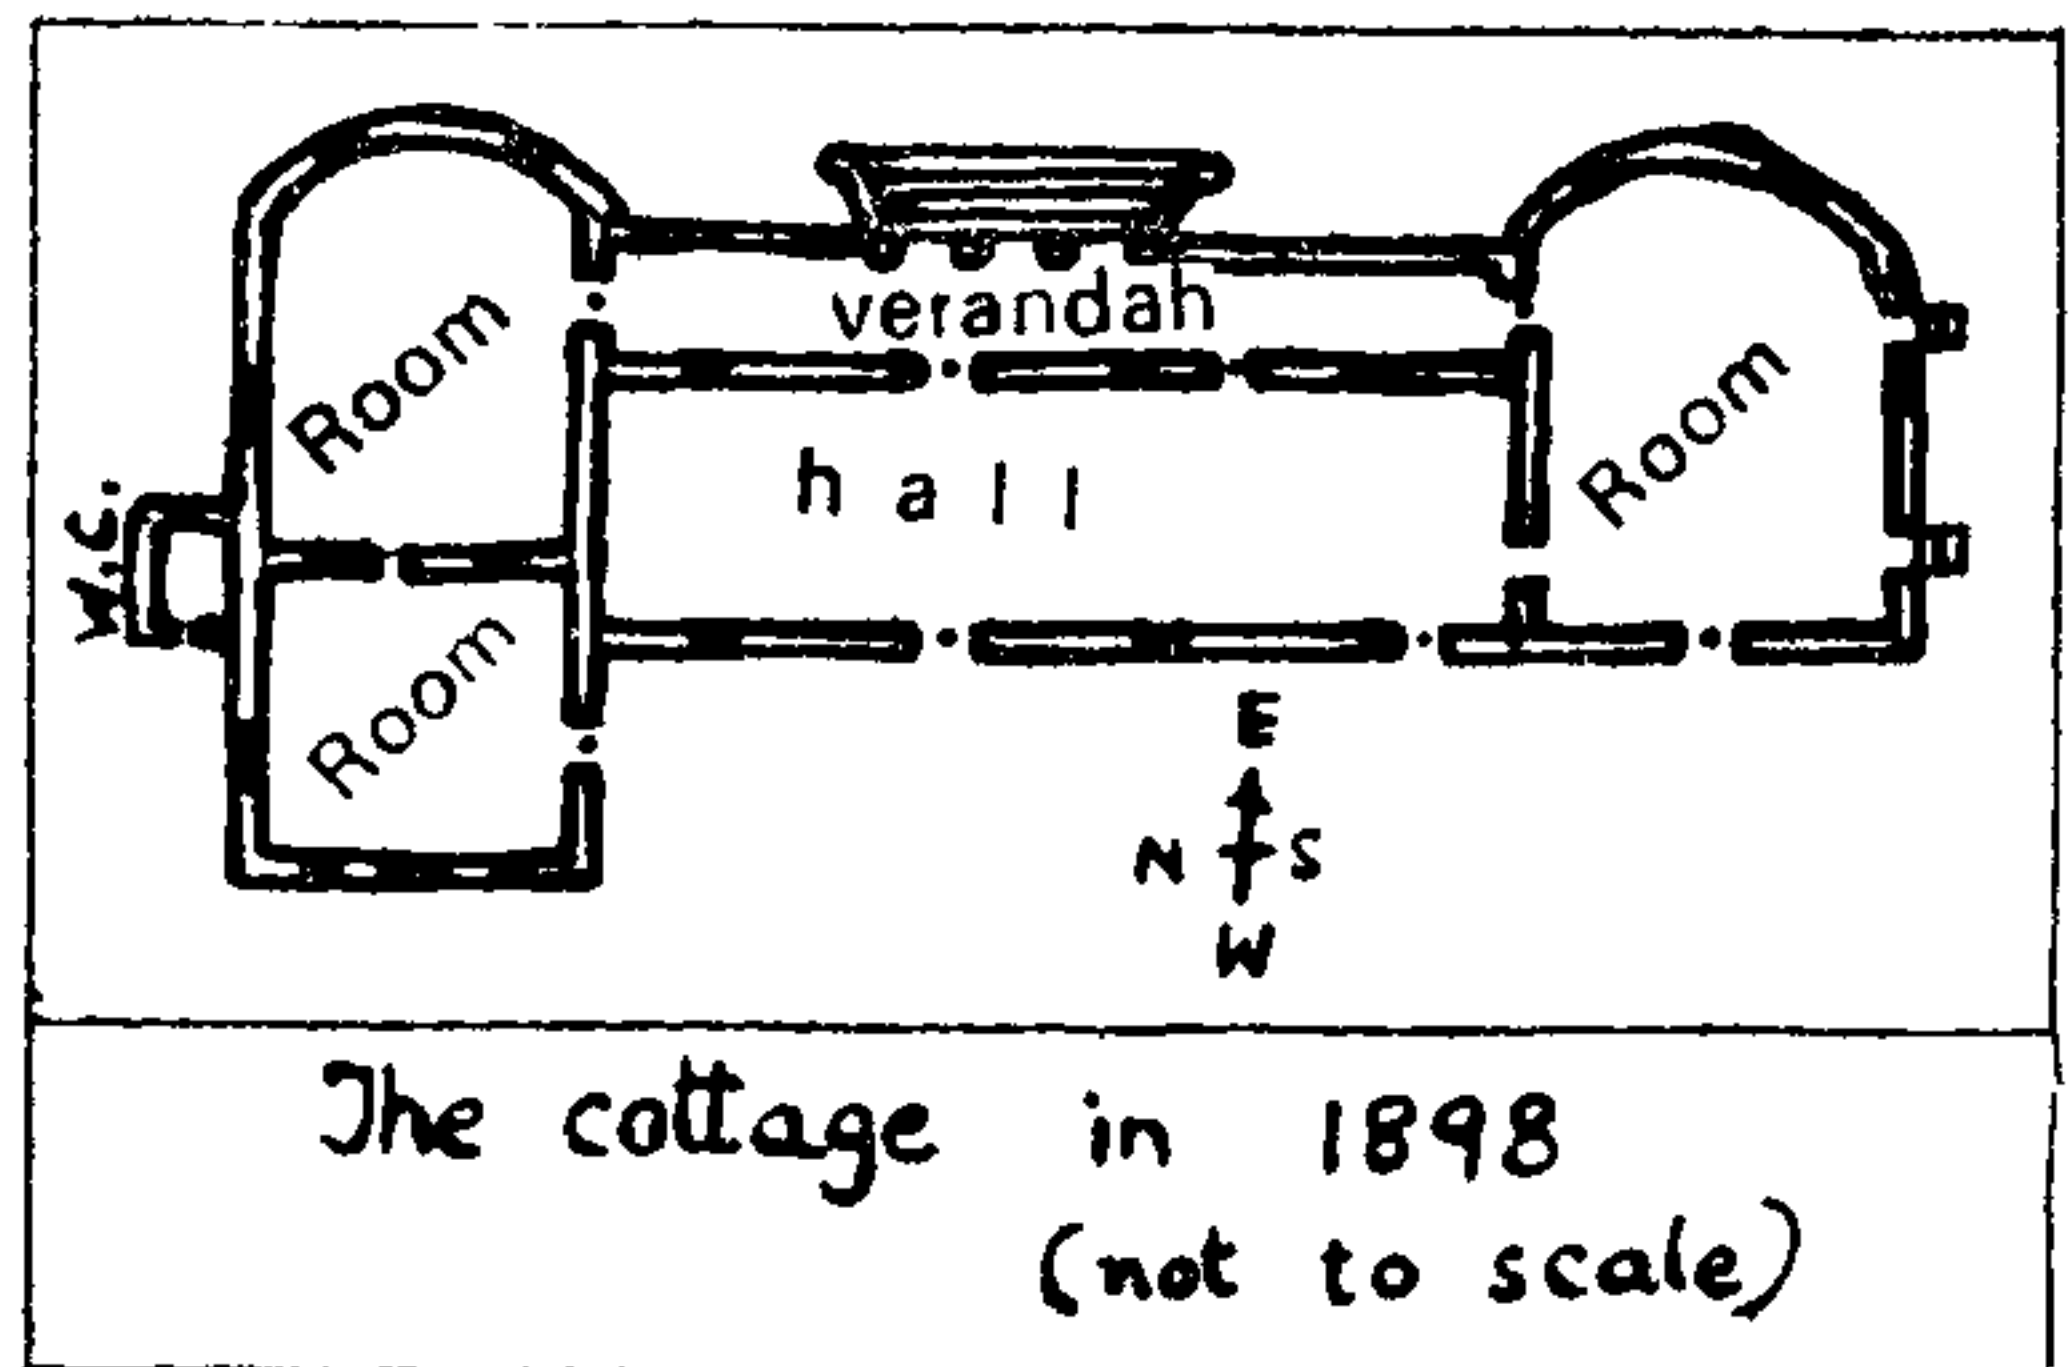 verandah
Room
Room
hall
W.C.
Room
E
N S
W
The cottage in 1898
(not to scale)